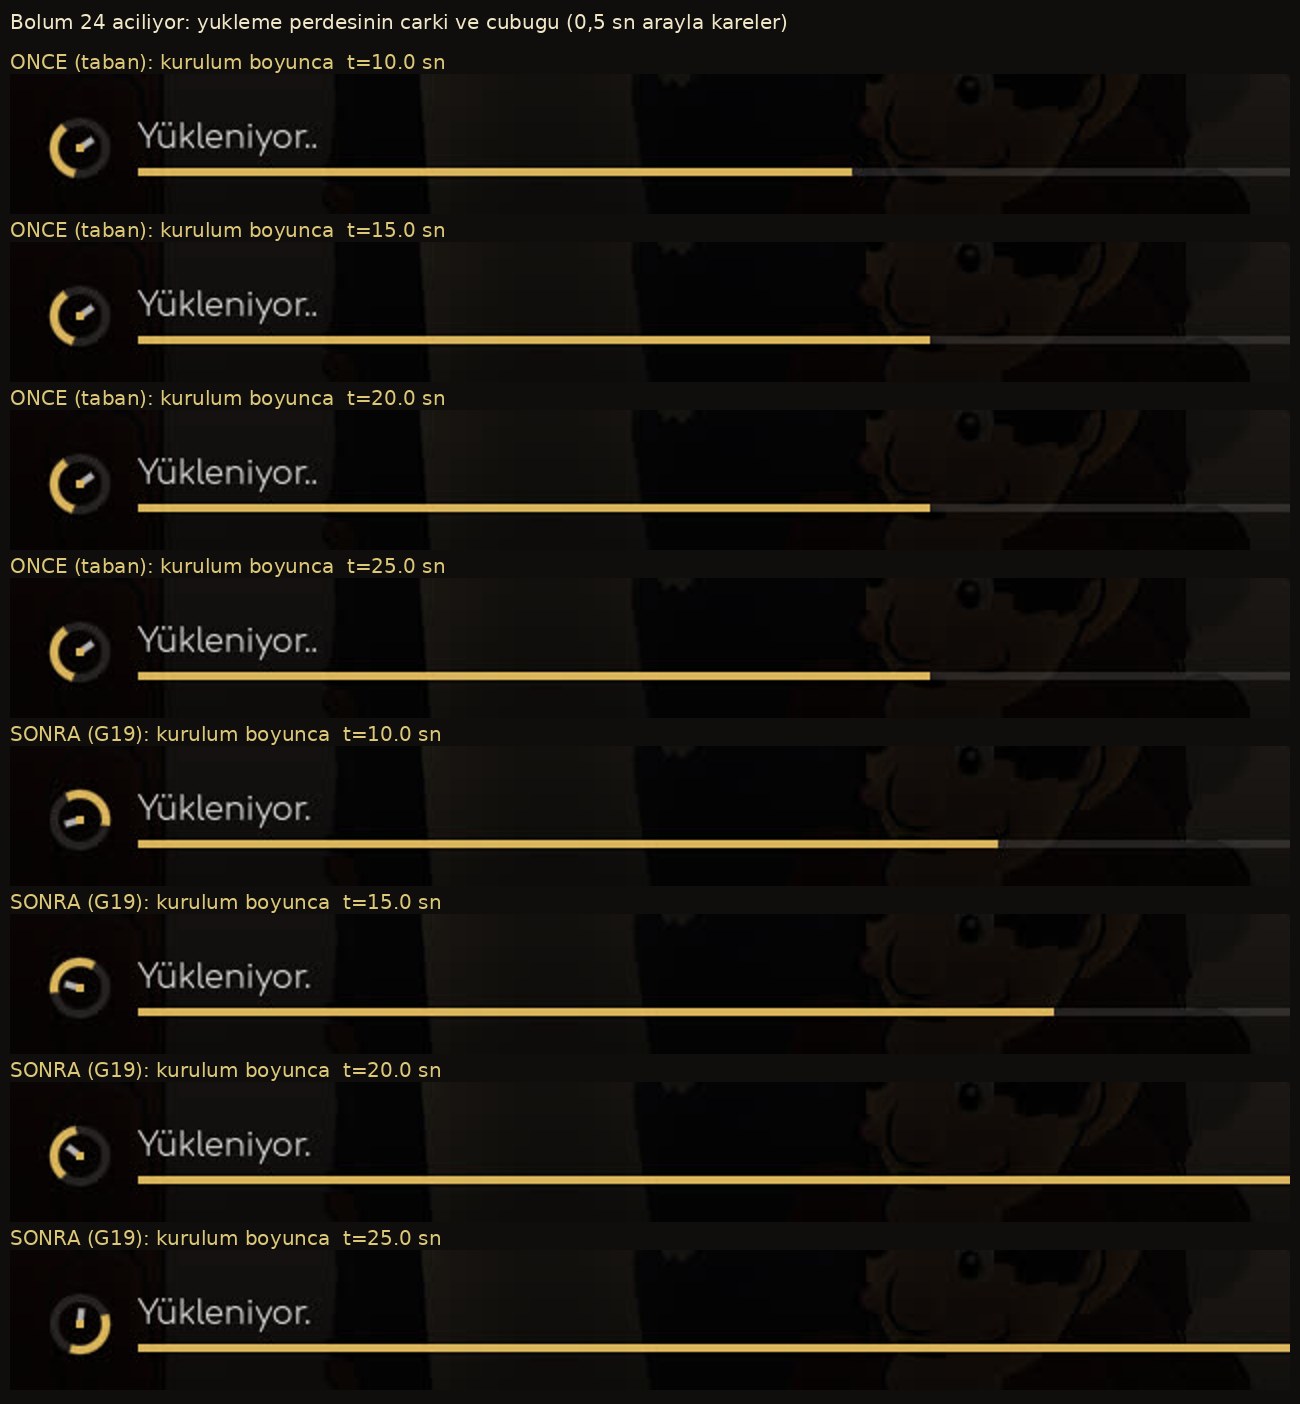 Bolum 24 aciliyor: yukleme perdesinin carki ve cubugu (0,5 sn arayla kareler)
ONCE (taban): kurulum boyunca  t=10.0 sn
Yükleniyor..
ONCE (taban): kurulum boyunca  t=15.0 sn
Yükleniyor..
ONCE (taban): kurulum boyunca  t=20.0 sn
Yükleniyor..
ONCE (taban): kurulum boyunca  t=25.0 sn
Yükleniyor..
SONRA (G19): kurulum boyunca  t=10.0 sn
Yükleniyor.
SONRA (G19): kurulum boyunca  t=15.0 sn
Yükleniyor.
SONRA (G19): kurulum boyunca  t=20.0 sn
Yükleniyor.
SONRA (G19): kurulum boyunca  t=25.0 sn
Yükleniyor.